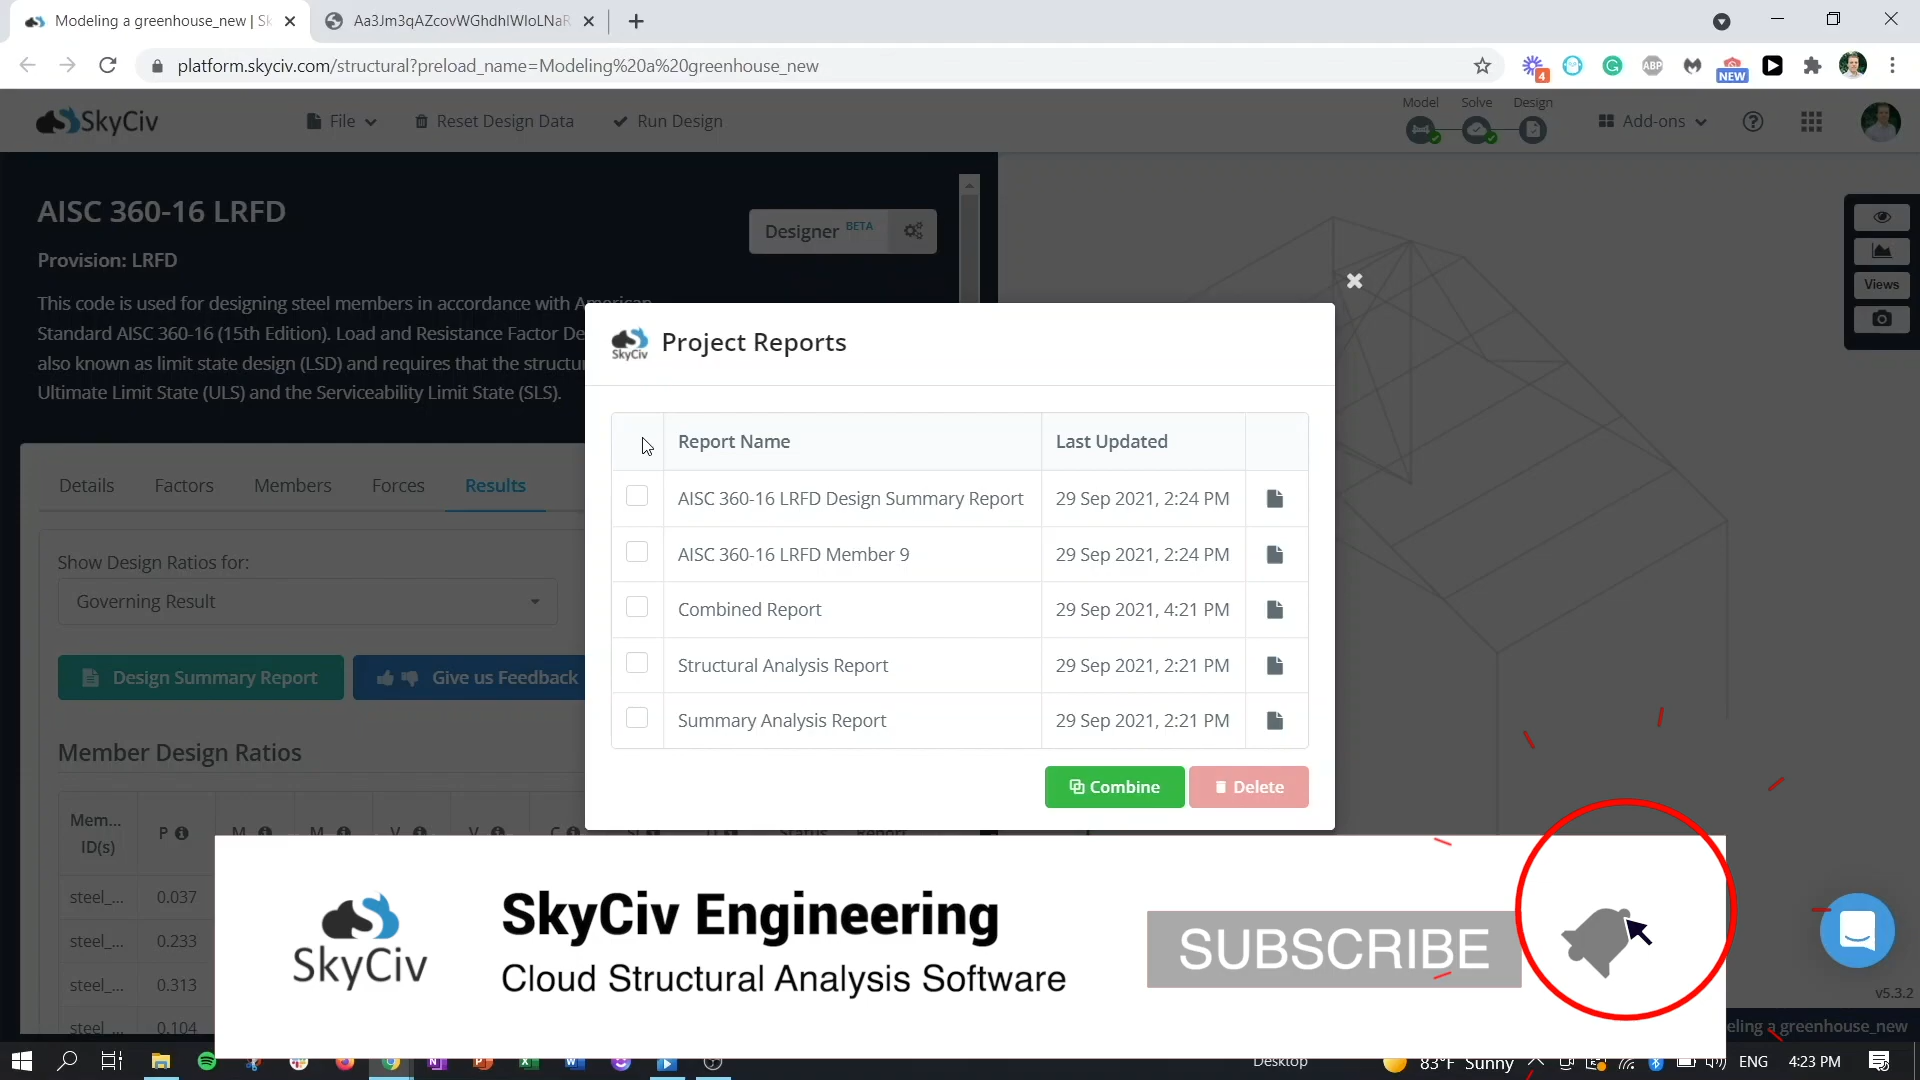 Modeling a greenhouse_new | Sk
Aa3Jm3qAZcovWGhdhlWIoLNaR
platform.skyciv.com/structural?preload_name=Modeling%20a%20greenhouse_new
ABP
4
NEW
SkyCiv
File
Reset Design Data
Run Design
Model
Solve
Design
Add-ons
AISC 360-16 LRFD
Designer BETA
Provision: LRFD
This code is used for designing steel members in accordance with American
Standard AISC 360-16 (15th Edition). Load and Resistance Factor De
also known as limit state design (LSD) and requires that the structu
Ultimate Limit State (ULS) and the Serviceability Limit State (SLS).
Views
Details
Factors
Members
Forces
Results
Show Design Ratios for:
Governing Result
Design Summary Report
Give us Feedback
Member Design Ratios
Mem... ID(s)
P
M
M
V
V
C
Status
Report
steel_... 0.037
steel_... 0.233
steel_... 0.313
steel_... 0.104
SkyCiv
Project Reports
Report Name Last Updated
AISC 360-16 LRFD Design Summary Report 29 Sep 2021, 2:24 PM
AISC 360-16 LRFD Member 9 29 Sep 2021, 2:24 PM
Combined Report 29 Sep 2021, 4:21 PM
Structural Analysis Report 29 Sep 2021, 2:21 PM
Summary Analysis Report 29 Sep 2021, 2:21 PM
Combine
Delete
SkyCiv
SkyCiv Engineering
Cloud Structural Analysis Software
SUBSCRIBE
v5.3.2
eling a greenhouse_new
Desktop
83°F Sunny
ENG
4:23 PM